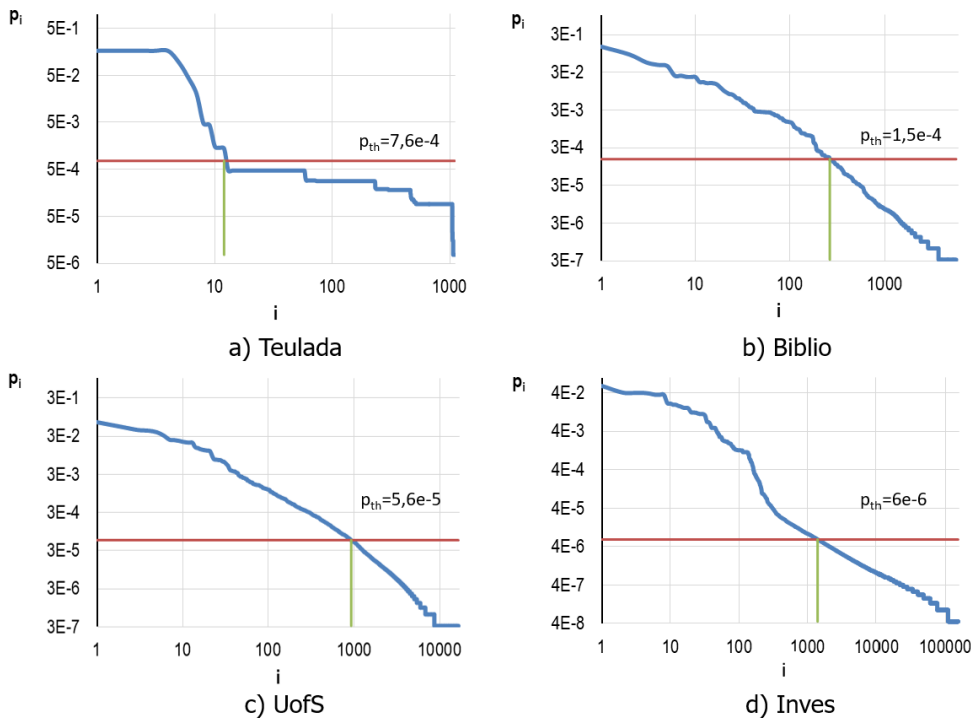 pi
5E-1
5E-2
5E-3
5E-4
5E-5
5E-6
pth=7,6e-4
1 10 100 1000
i
a) Teulada
pi
3E-1
3E-2
3E-3
3E-4
3E-5
3E-6
3E-7
pth=1,5e-4
1 10 100 1000
i
b) Biblio
pi
3E-1
3E-2
3E-3
3E-4
3E-5
3E-6
3E-7
pth=5,6e-5
1 10 100 1000 10000
i
c) UofS
pi
4E-2
4E-3
4E-4
4E-5
4E-6
4E-7
4E-8
pth=6e-6
1 10 100 1000 10000 100000
i
d) Inves